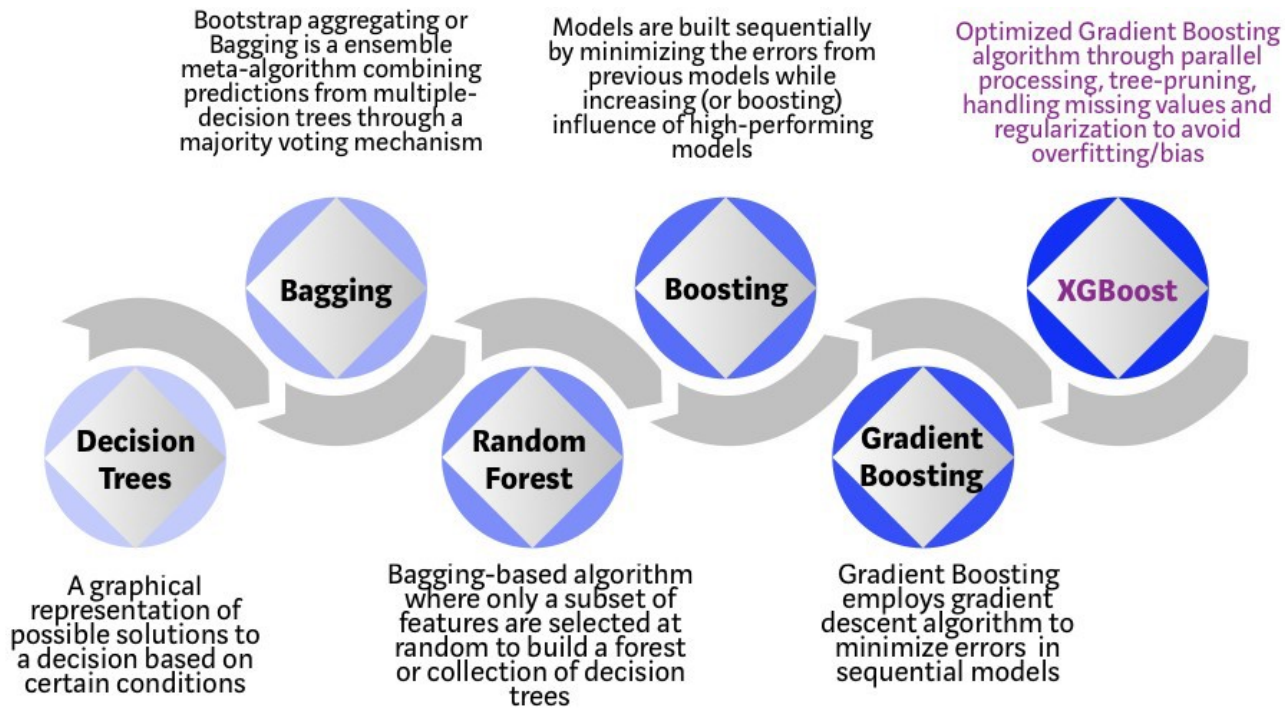 Bootstrap aggregating or
Bagging is a ensemble
meta-algorithm combining
predictions from multiple-
decision trees through a
majority voting mechanism
Models are built sequentially
by minimizing the errors from
previous models while
increasing (or boosting)
influence of high-performing
models
Optimized Gradient Boosting
algorithm through parallel
processing, tree-pruning,
handling missing values and
regularization to avoid
overfitting/bias
Bagging
Boosting
XGBoost
Decision
Trees
Random
Forest
Gradient
Boosting
A graphical
representation of
possible solutions to
a decision based on
certain conditions
Bagging-based algorithm
where only a subset of
features are selected at
random to build a forest
or collection of decision
trees
Gradient Boosting
employs gradient
descent algorithm to
minimize errors in
sequential models